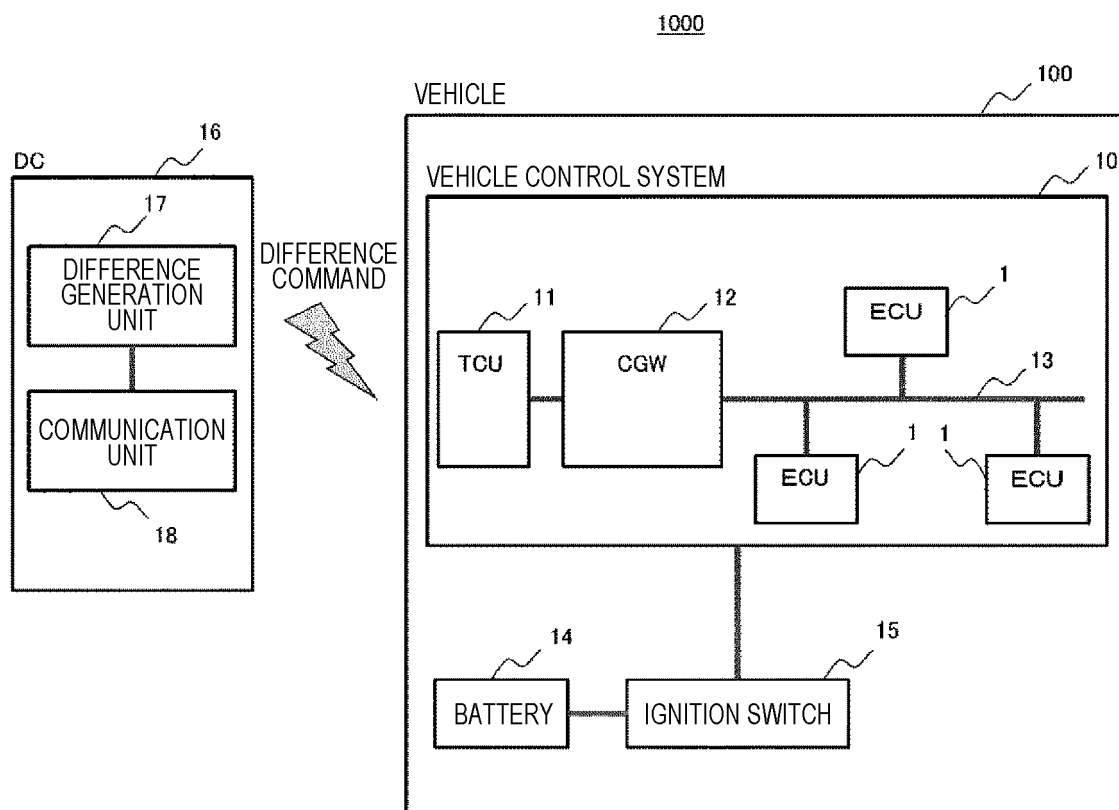 1000
100
VEHICLE
16
DC
10
VEHICLE CONTROL SYSTEM
17
DIFFERENCE
GENERATION
UNIT
DIFFERENCE
COMMAND
11
TCU
12
CGW
1
ECU
13
COMMUNICATION
UNIT
18
1
ECU
1
ECU
14
BATTERY
15
IGNITION SWITCH